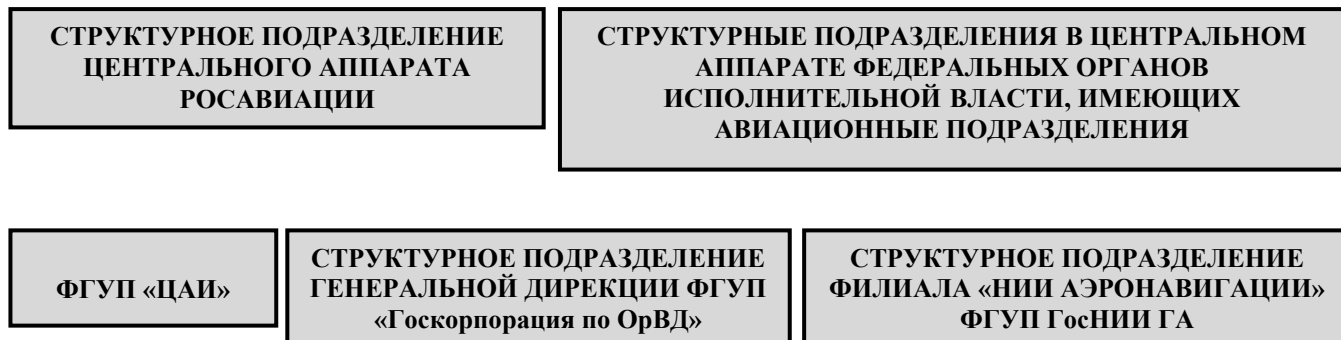 СТРУКТУРНОЕ ПОДРАЗДЕЛЕНИЕ
ЦЕНТРАЛЬНОГО АППАРАТА
РОСАВИАЦИИ
СТРУКТУРНЫЕ ПОДРАЗДЕЛЕНИЯ В ЦЕНТРАЛЬНОМ
АППАРАТЕ ФЕДЕРАЛЬНЫХ ОРГАНОВ
ИСПОЛНИТЕЛЬНОЙ ВЛАСТИ, ИМЕЮЩИХ
АВИАЦИОННЫЕ ПОДРАЗДЕЛЕНИЯ
ФГУП «ЦАИ»
СТРУКТУРНОЕ ПОДРАЗДЕЛЕНИЕ
ГЕНЕРАЛЬНОЙ ДИРЕКЦИИ ФГУП
«Госкорпорация по ОрВД»
СТРУКТУРНОЕ ПОДРАЗДЕЛЕНИЕ
ФИЛИАЛА «НИИ АЭРОНАВИГАЦИИ»
ФГУП ГосНИИ ГА